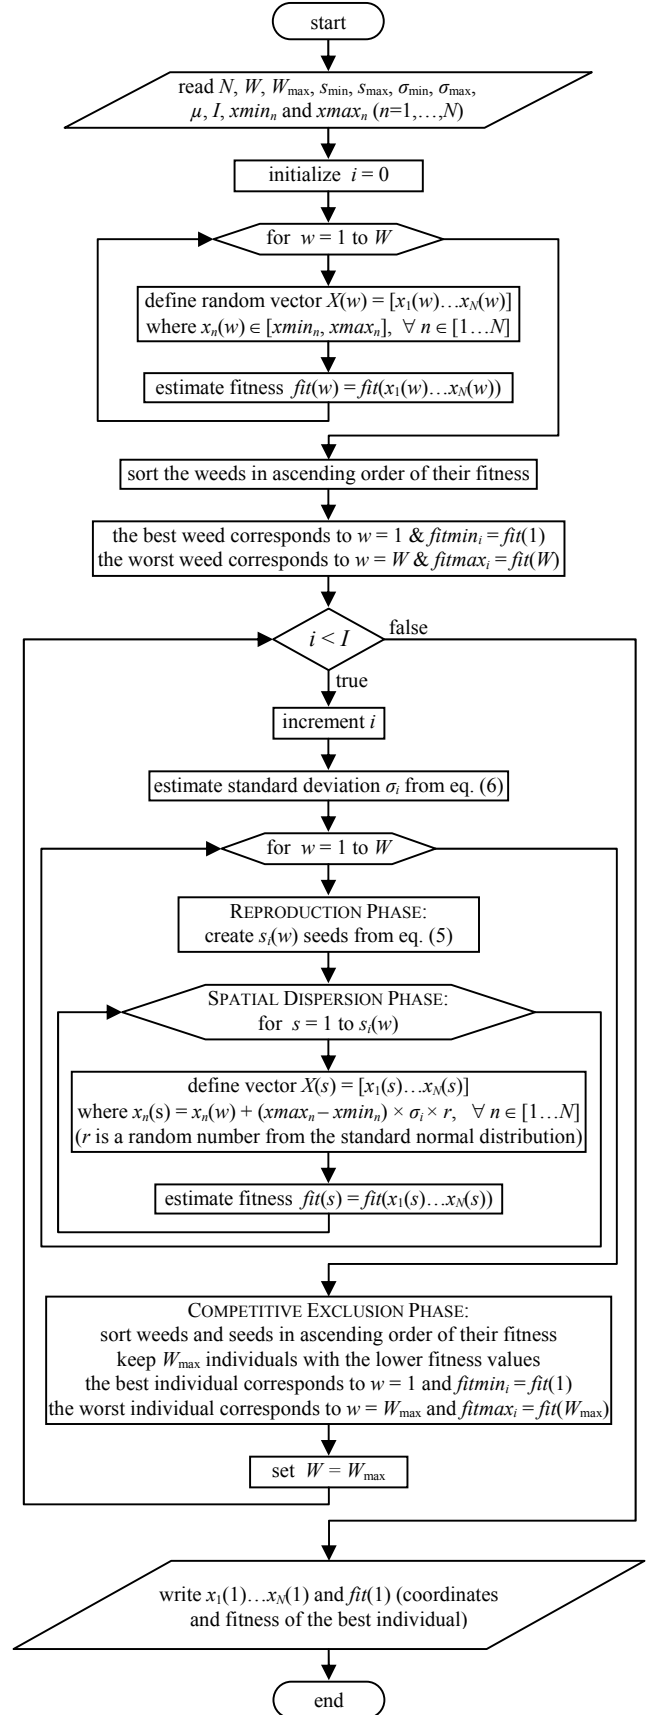 start
read N, W, Wmax, smin, smax, σmin, σmax,
μ, I, xminn and xmaxn (n=1,…,N)
initialize i = 0
for w = 1 to W
define random vector X(w) = [x1(w)…xN(w)]
where xn(w) ∈ [xminn, xmaxn], ∀ n ∈ [1…N]
estimate fitness fit(w) = fit(x1(w)…xN(w))
sort the weeds in ascending order of their fitness
the best weed corresponds to w = 1 & fitmini = fit(1)
the worst weed corresponds to w = W & fitmaxi = fit(W)
i < I
false
true
increment i
estimate standard deviation σi from eq. (6)
for w = 1 to W
REPRODUCTION PHASE:
create si(w) seeds from eq. (5)
SPATIAL DISPERSION PHASE:
for s = 1 to si(w)
define vector X(s) = [x1(s)…xN(s)]
where xn(s) = xn(w) + (xmaxn – xminn) × σi × r, ∀ n ∈ [1…N]
(r is a random number from the standard normal distribution)
estimate fitness fit(s) = fit(x1(s)…xN(s))
COMPETITIVE EXCLUSION PHASE:
sort weeds and seeds in ascending order of their fitness
keep Wmax individuals with the lower fitness values
the best individual corresponds to w = 1 and fitmini = fit(1)
the worst individual corresponds to w = Wmax and fitmaxi = fit(Wmax)
set W = Wmax
write x1(1)…xN(1) and fit(1) (coordinates
and fitness of the best individual)
end